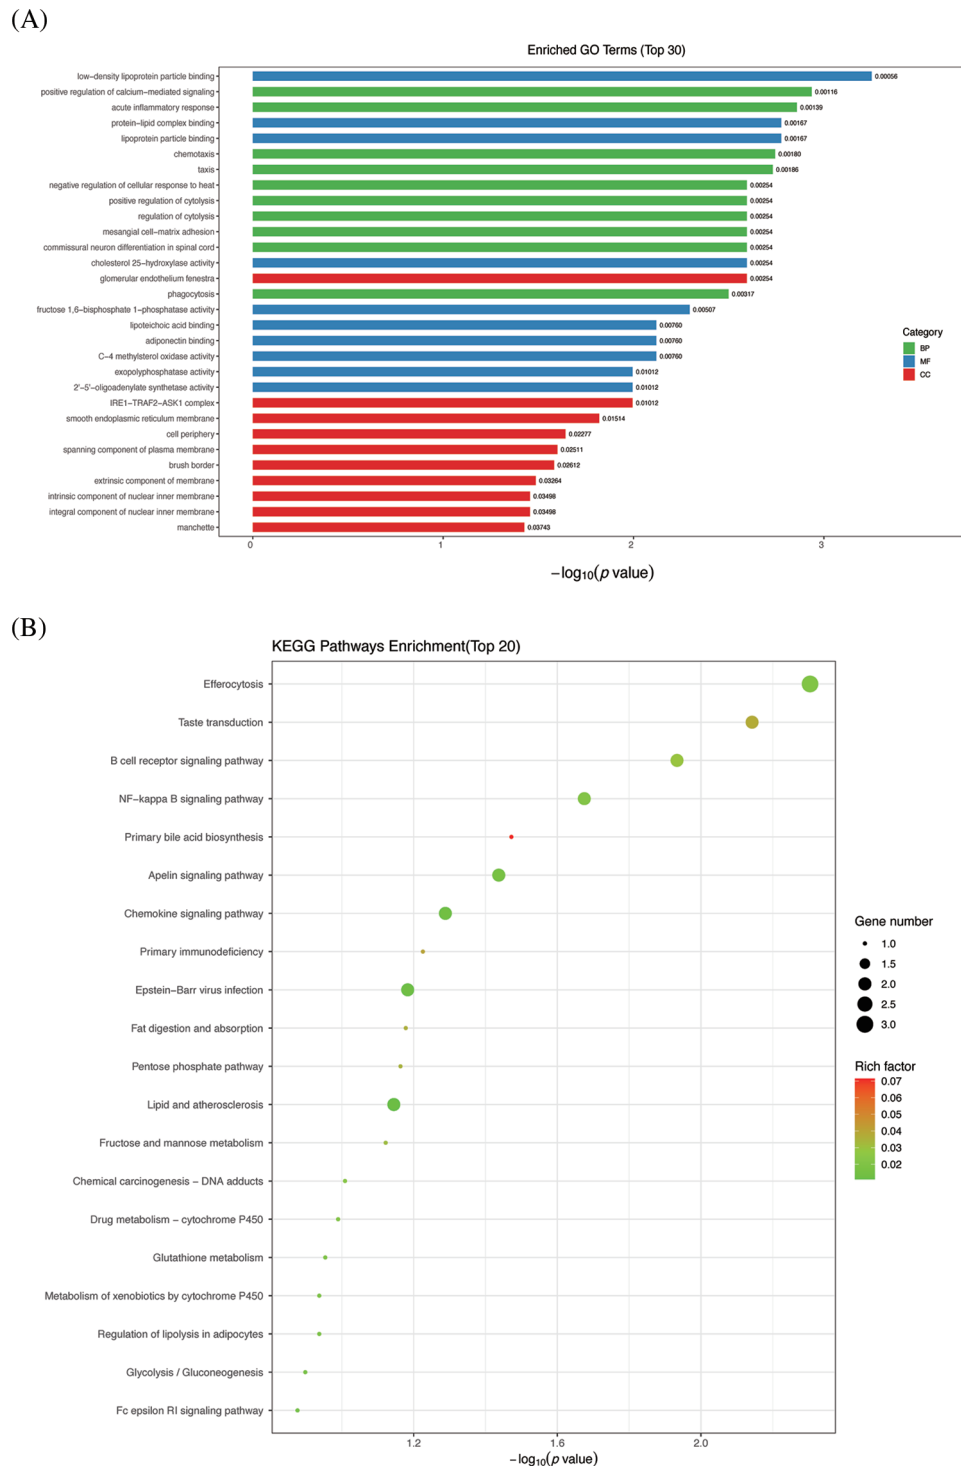 (A)
Enriched GO Terms (Top 30)
low−density lipoprotein particle binding 0.00056
positive regulation of calcium−mediated signaling 0.00116
acute inflammatory response 0.00139
protein−lipid complex binding 0.00167
lipoprotein particle binding 0.00167
chemotaxis 0.00180
taxis 0.00186
negative regulation of cellular response to heat 0.00254
positive regulation of cytolysis 0.00254
regulation of cytolysis 0.00254
mesangial cell−matrix adhesion 0.00254
commissural neuron differentiation in spinal cord 0.00254
cholesterol 25−hydroxylase activity 0.00254
glomerular endothelium fenestra 0.00254
phagocytosis 0.00317
fructose 1,6−bisphosphate 1−phosphatase activity 0.00507
lipoteichoic acid binding 0.00760
adiponectin binding 0.00760
C−4 methylsterol oxidase activity 0.00760
exopolyphosphatase activity 0.01012
2'−5'−oligoadenylate synthetase activity 0.01012
IRE1−TRAF2−ASK1 complex 0.01012
smooth endoplasmic reticulum membrane 0.01514
cell periphery 0.02277
spanning component of plasma membrane 0.02511
brush border 0.02612
extrinsic component of membrane 0.03264
intrinsic component of nuclear inner membrane 0.03498
integral component of nuclear inner membrane 0.03498
manchette 0.03743
Category
BP
MF
CC
0 1 2 3
−log10(p value)
(B)
KEGG Pathways Enrichment(Top 20)
Efferocytosis
Taste transduction
B cell receptor signaling pathway
NF−kappa B signaling pathway
Primary bile acid biosynthesis
Apelin signaling pathway
Chemokine signaling pathway
Primary immunodeficiency
Epstein−Barr virus infection
Fat digestion and absorption
Pentose phosphate pathway
Lipid and atherosclerosis
Fructose and mannose metabolism
Chemical carcinogenesis − DNA adducts
Drug metabolism − cytochrome P450
Glutathione metabolism
Metabolism of xenobiotics by cytochrome P450
Regulation of lipolysis in adipocytes
Glycolysis / Gluconeogenesis
Fc epsilon RI signaling pathway
Gene number
1.0
1.5
2.0
2.5
3.0
Rich factor
0.07
0.06
0.05
0.04
0.03
0.02
1.2 1.6 2.0
−log10(p value)